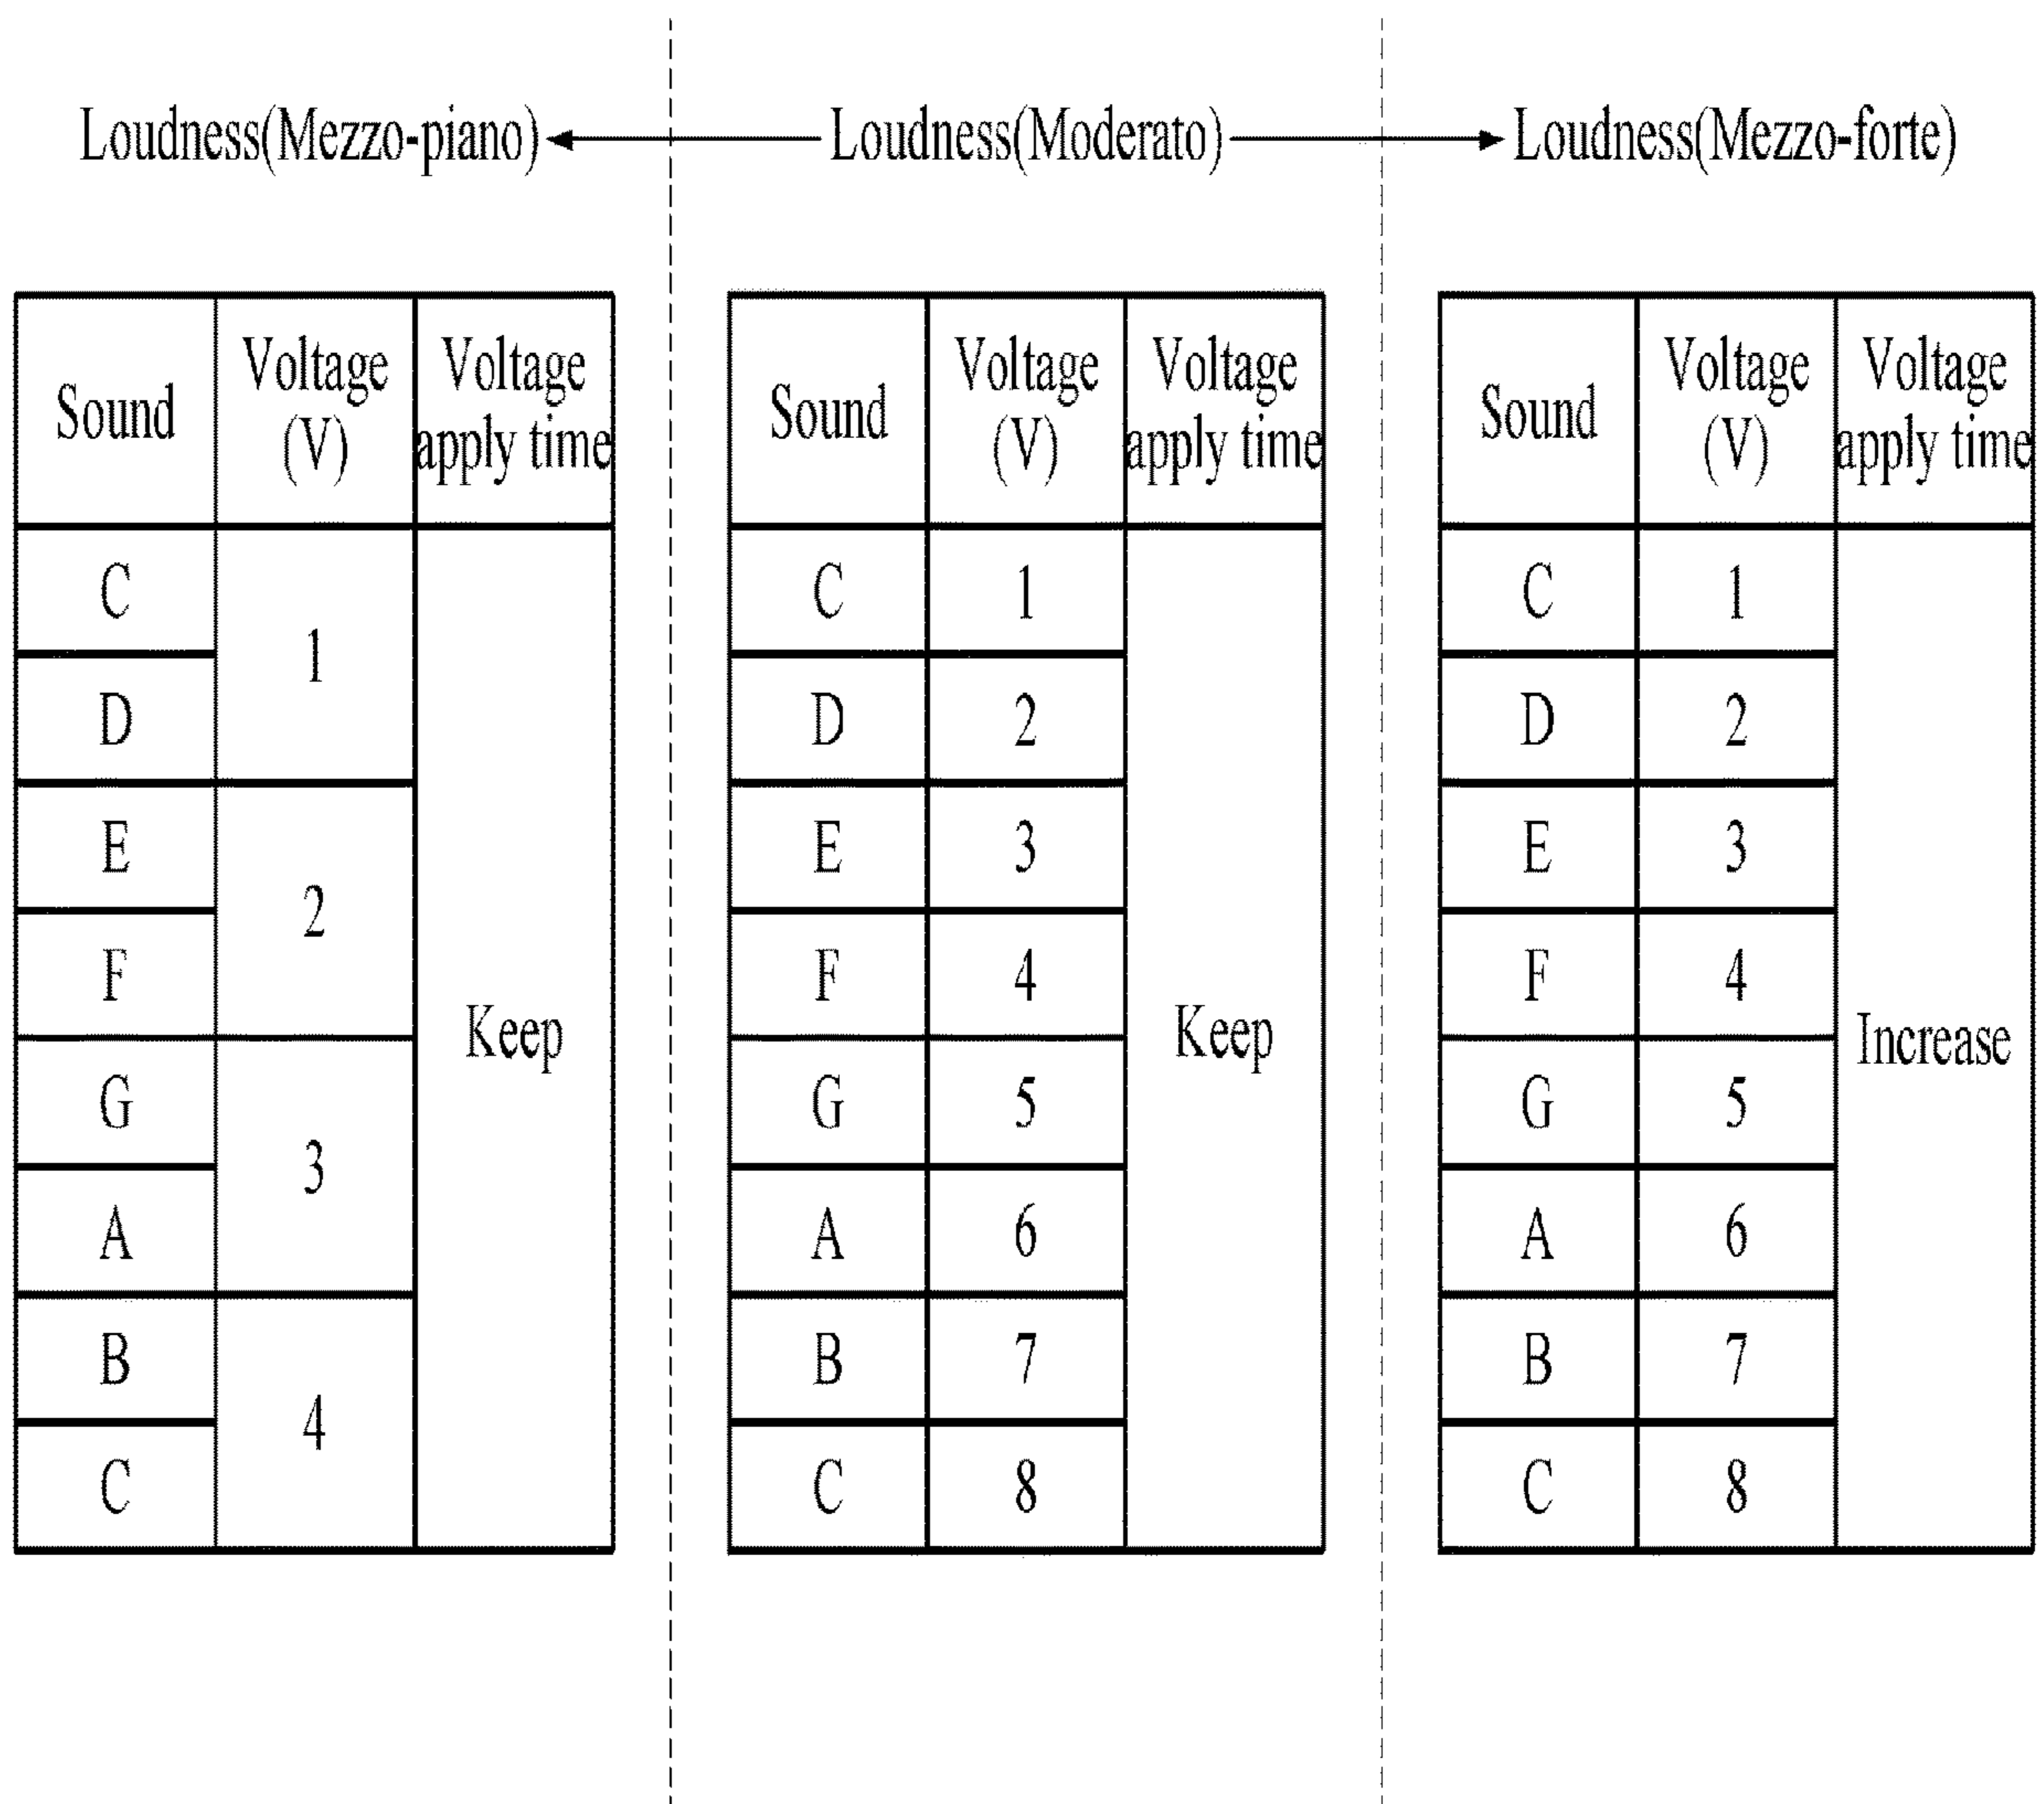 Loudness(Mezzo-piano)
Loudness(Moderato)
Loudness(Mezzo-forte)
Sound
Voltage
(V)
Voltage
apply time
C
D
E
F
G
A
B
C
1
2
3
4
Keep
Sound
Voltage
(V)
Voltage
apply time
C 1
D 2
E 3
F 4
G 5
A 6
B 7
C 8
Keep
Sound
Voltage
(V)
Voltage
apply time
C 1
D 2
E 3
F 4
G 5
A 6
B 7
C 8
Increase